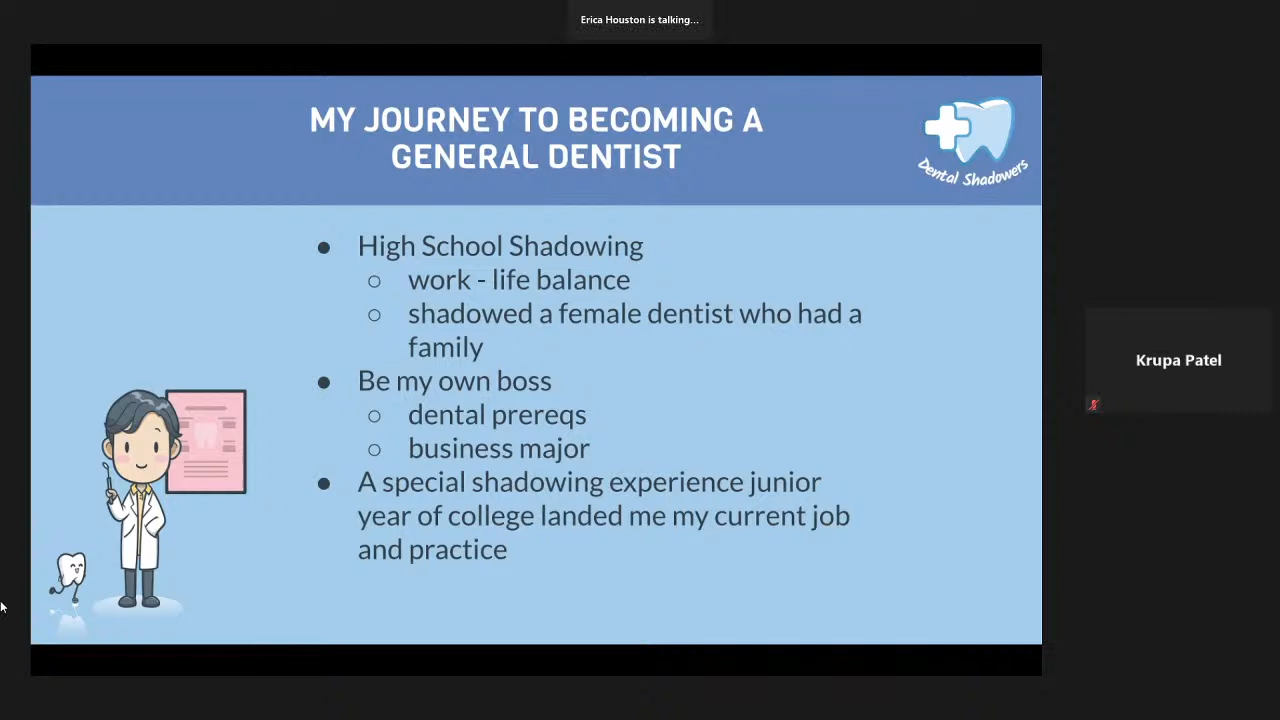 Erica Houston is talking...
MY JOURNEY TO BECOMING A
GENERAL DENTIST
Dental Shadowers
● High School Shadowing
○ work - life balance
○ shadowed a female dentist who had a
family
● Be my own boss
○ dental prereqs
○ business major
● A special shadowing experience junior
year of college landed me my current job
and practice
Krupa Patel